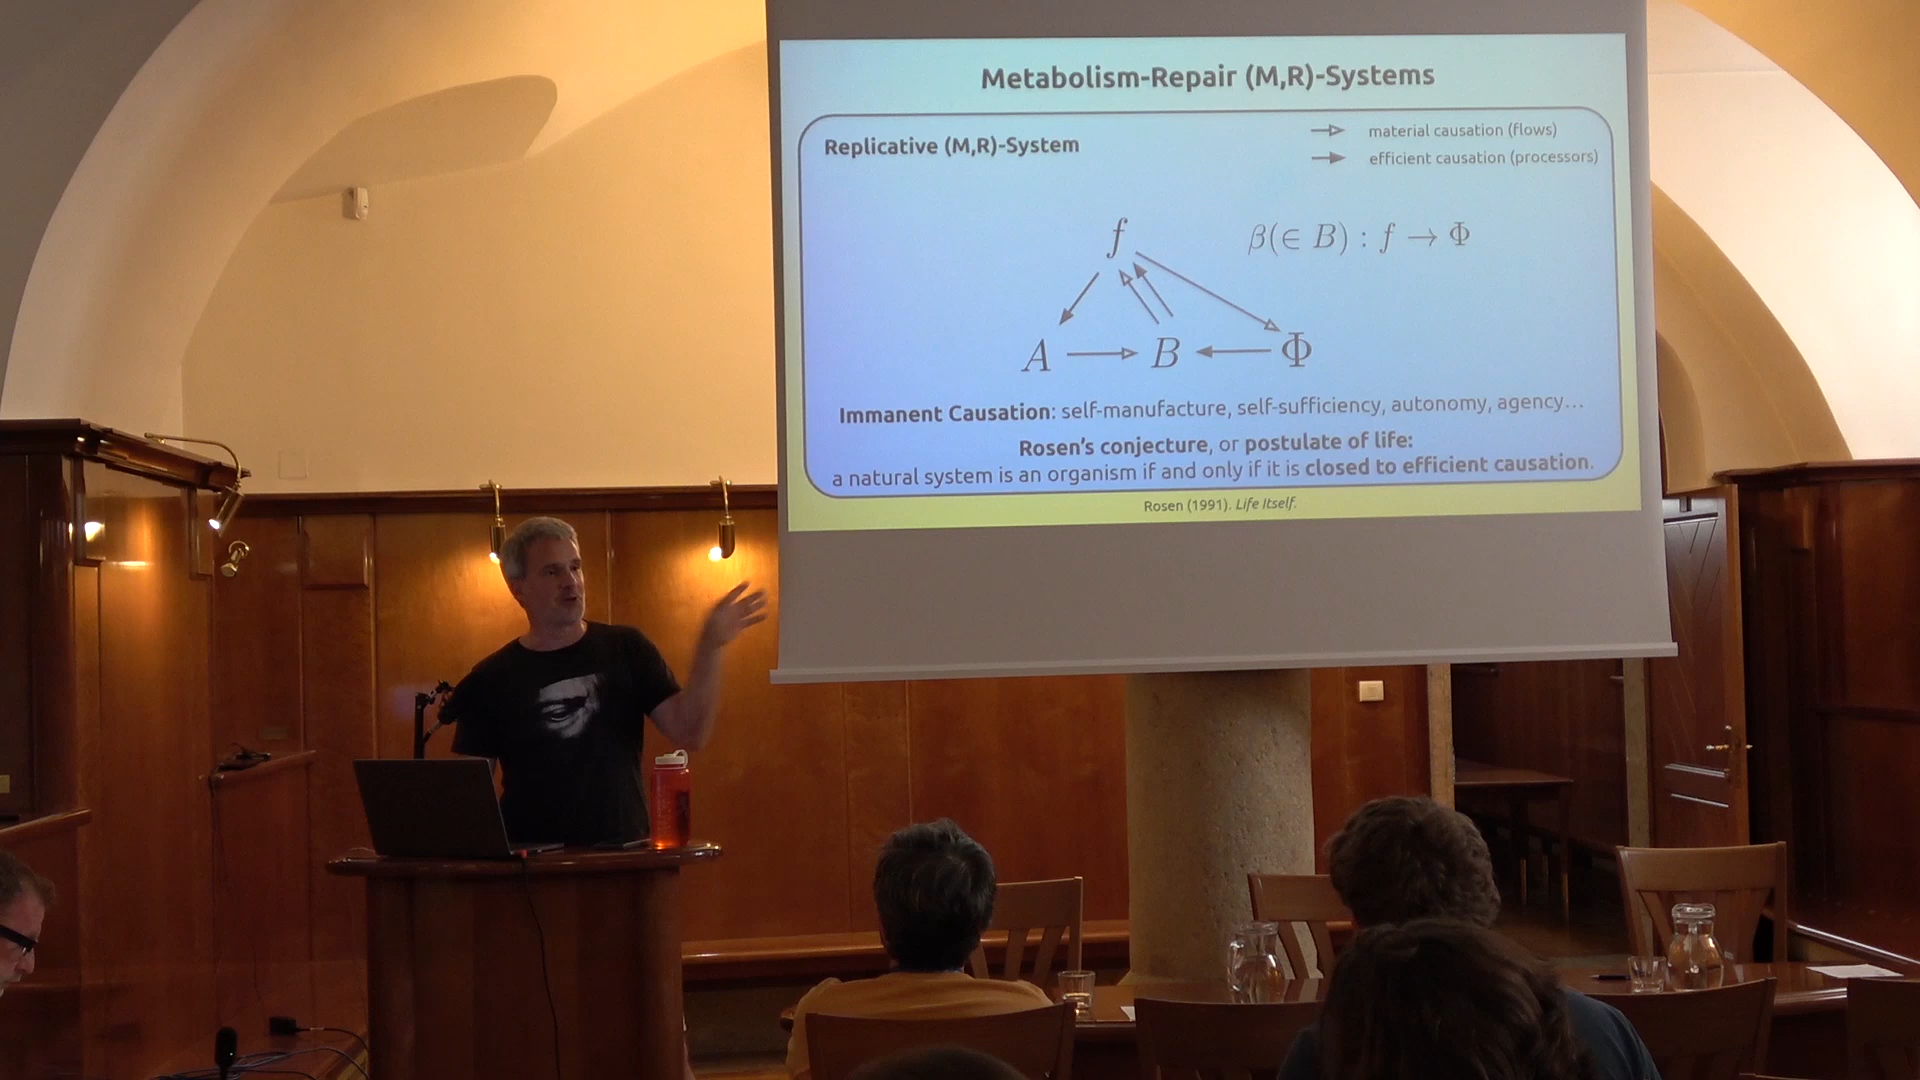 Metabolism-Repair (M,R)-Systems
Replicative (M,R)-System
material causation (flows)
efficient causation (processors)
f
β(∈ B) : f → Φ
A B Φ
Immanent Causation: self-manufacture, self-sufficiency, autonomy, agency...
Rosen's conjecture, or postulate of life:
a natural system is an organism if and only if it is closed to efficient causation.
Rosen (1991). Life Itself.